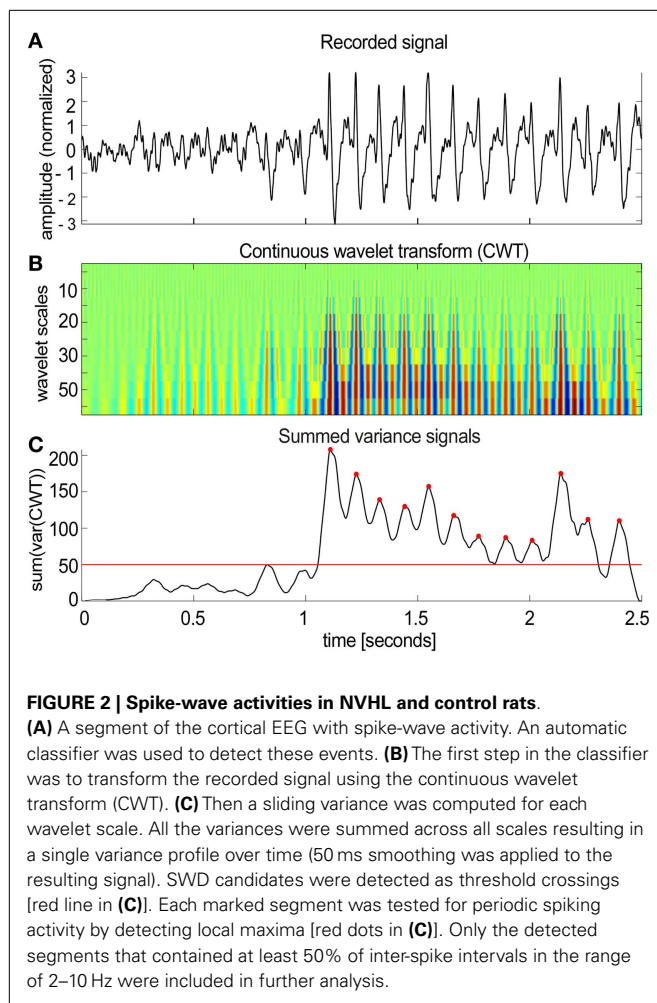 A
Recorded signal
amplitude (normalized)
3
2
1
0
- 1
- 2
- 3
B
Continuous wavelet transform (CWT)
wavelet scales
10
20
30
50
C
Summed variance signals
sum(var(CWT))
200
150
100
50
0
0 0.5 1 1.5 2 2.5
time [seconds]
FIGURE 2 | Spike-wave activities in NVHL and control rats.
(A) A segment of the cortical EEG with spike-wave activity. An automatic
classifier was used to detect these events. (B) The first step in the classifier
was to transform the recorded signal using the continuous wavelet
transform (CWT). (C) Then a sliding variance was computed for each
wavelet scale. All the variances were summed across all scales resulting in
a single variance profile over time (50 ms smoothing was applied to the
resulting signal). SWD candidates were detected as threshold crossings
[red line in (C)]. Each marked segment was tested for periodic spiking
activity by detecting local maxima [red dots in (C)]. Only the detected
segments that contained at least 50% of inter-spike intervals in the range
of 2–10 Hz were included in further analysis.